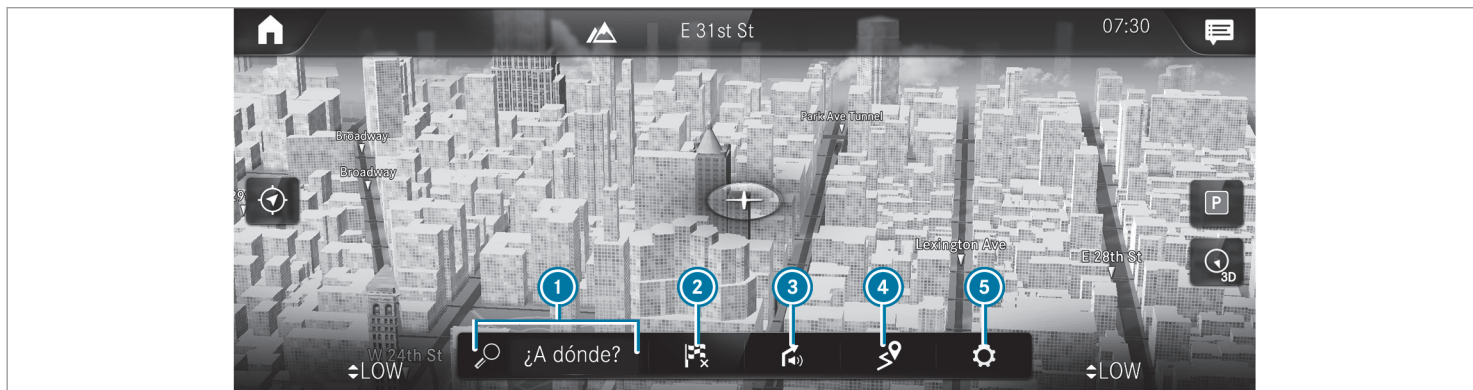 E 31st St
07:30
Park Ave Tunnel
Broadway
Broadway
29
P
Lexington Ave
E 28th St
3D
1
2
3
4
5
¿A dónde?
W 24th St
LOW
LOW